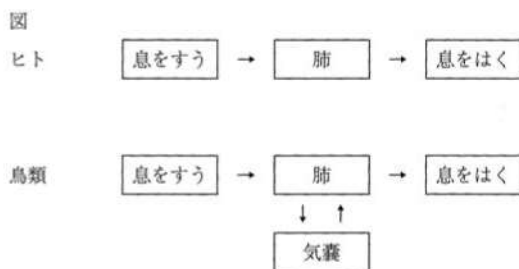 図
ヒト 息をすう → 肺 → 息をはく
鳥類 息をすう → 肺 → 息をはく
↓ ↑
気嚢